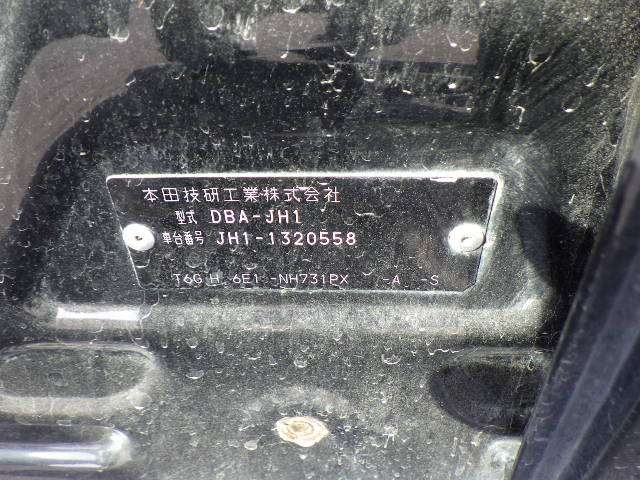 本田技研工業株式会社
型式 DBA-JH1
車台番号 JH1-1320558
T6G H 6E1 -NH731PX -A -S